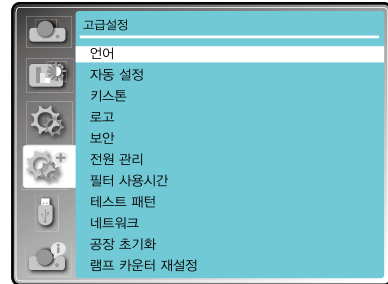 고급설정
언어
자동 설정
키스톤
로고
보안
전원 관리
필터 사용시간
테스트 패턴
네트워크
공장 초기화
램프 카운터 재설정